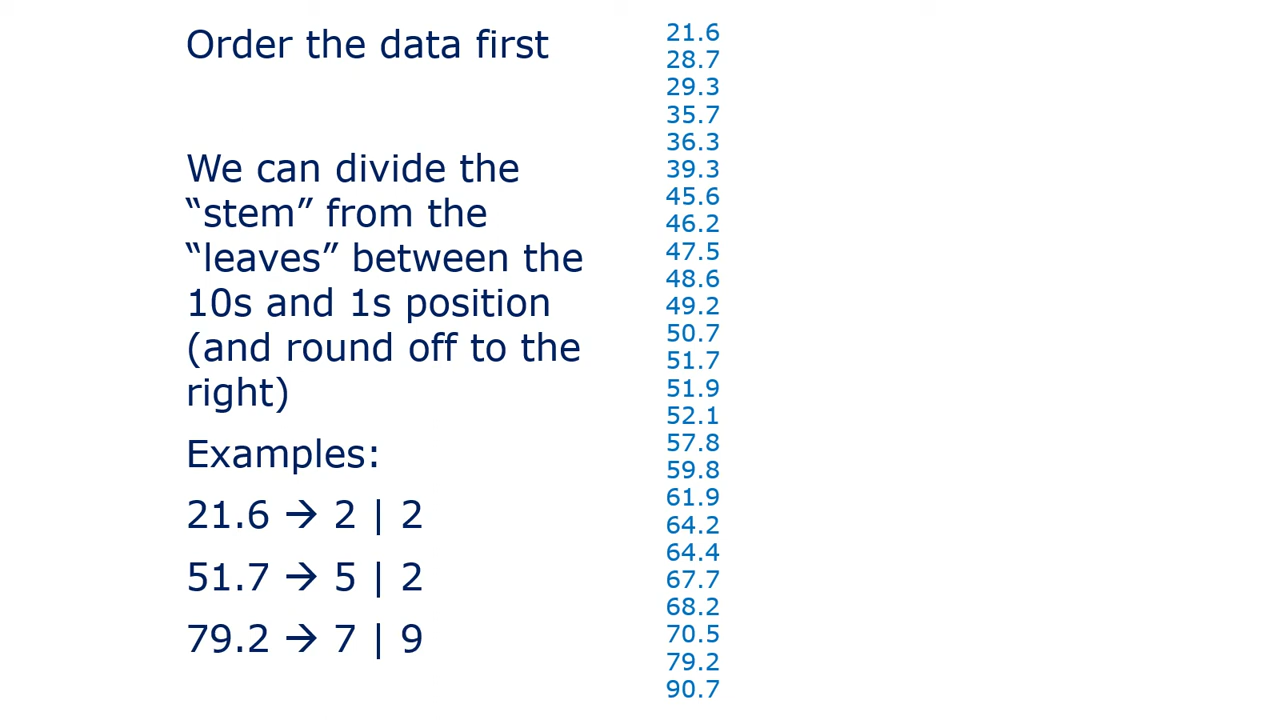 Order the data first
We can divide the
“stem” from the
“leaves” between the
10s and 1s position
(and round off to the
right)
Examples:
21.6 → 2 | 2
51.7 → 5 | 2
79.2 → 7 | 9
21.6
28.7
29.3
35.7
36.3
39.3
45.6
46.2
47.5
48.6
49.2
50.7
51.7
51.9
52.1
57.8
59.8
61.9
64.2
64.4
67.7
68.2
70.5
79.2
90.7